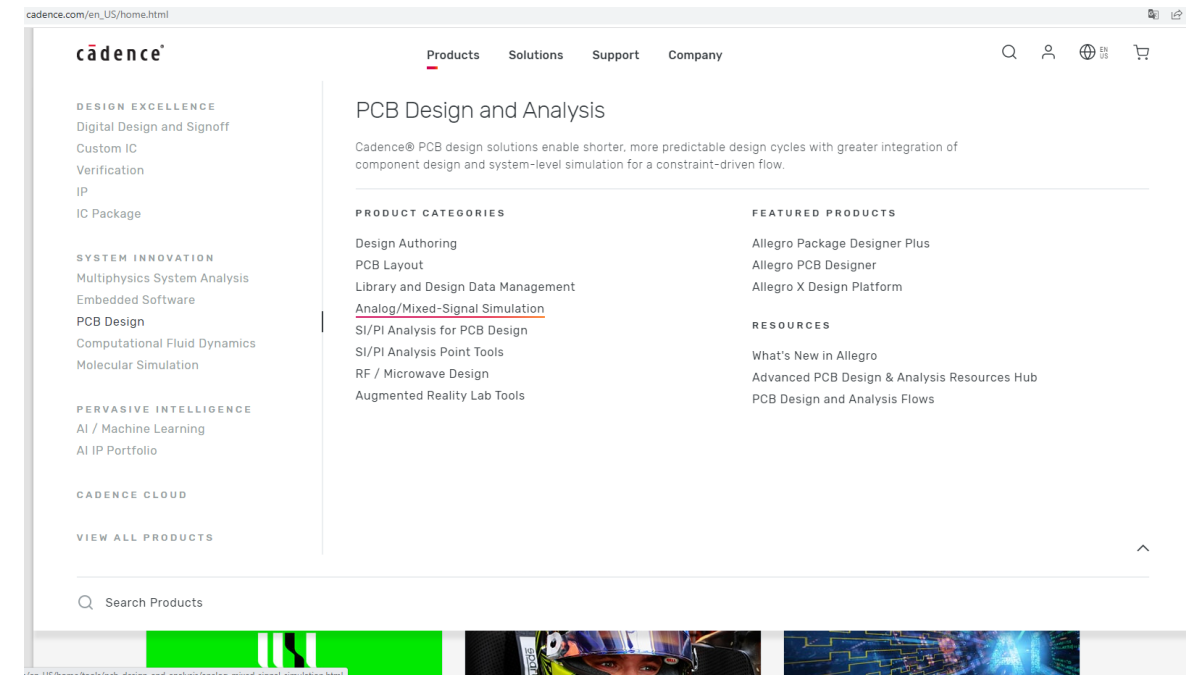 cadence.com/en_US/home.html
cādence®
Products Solutions Support Company
EN
US
DESIGN EXCELLENCE
Digital Design and Signoff
Custom IC
Verification
IP
IC Package
SYSTEM INNOVATION
Multiphysics System Analysis
Embedded Software
PCB Design
Computational Fluid Dynamics
Molecular Simulation
PERVASIVE INTELLIGENCE
AI / Machine Learning
AI IP Portfolio
CADENCE CLOUD
VIEW ALL PRODUCTS
PCB Design and Analysis
Cadence® PCB design solutions enable shorter, more predictable design cycles with greater integration of
component design and system-level simulation for a constraint-driven flow.
PRODUCT CATEGORIES
Design Authoring
PCB Layout
Library and Design Data Management
Analog/Mixed-Signal Simulation
SI/PI Analysis for PCB Design
SI/PI Analysis Point Tools
RF / Microwave Design
Augmented Reality Lab Tools
FEATURED PRODUCTS
Allegro Package Designer Plus
Allegro PCB Designer
Allegro X Design Platform
RESOURCES
What's New in Allegro
Advanced PCB Design & Analysis Resources Hub
PCB Design and Analysis Flows
Search Products